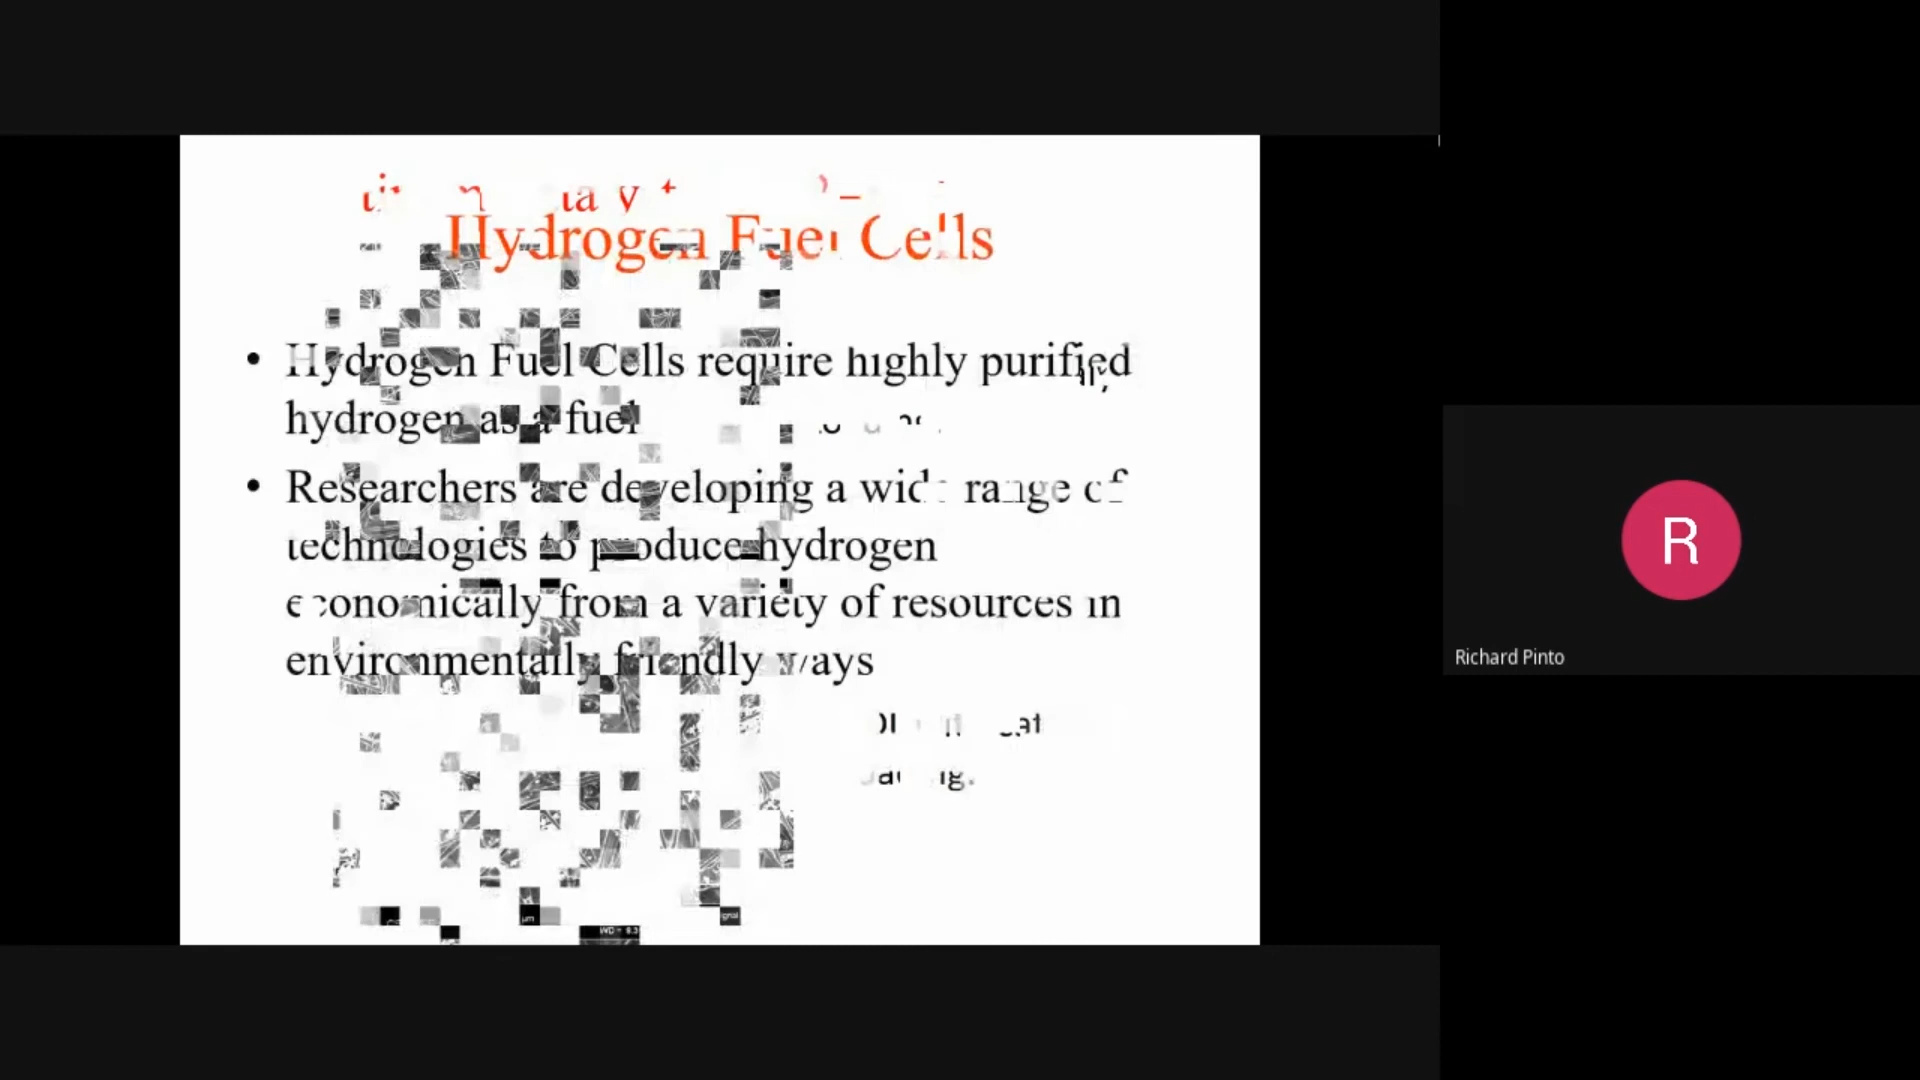 Hydrogen Fuel Cells
• Hydrogen Fuel Cells require highly purified
hydrogen as a fuel
• Researchers are developing a wide range of
technologies to produce hydrogen
economically from a variety of resources in
environmentally friendly ways
R
Richard Pinto